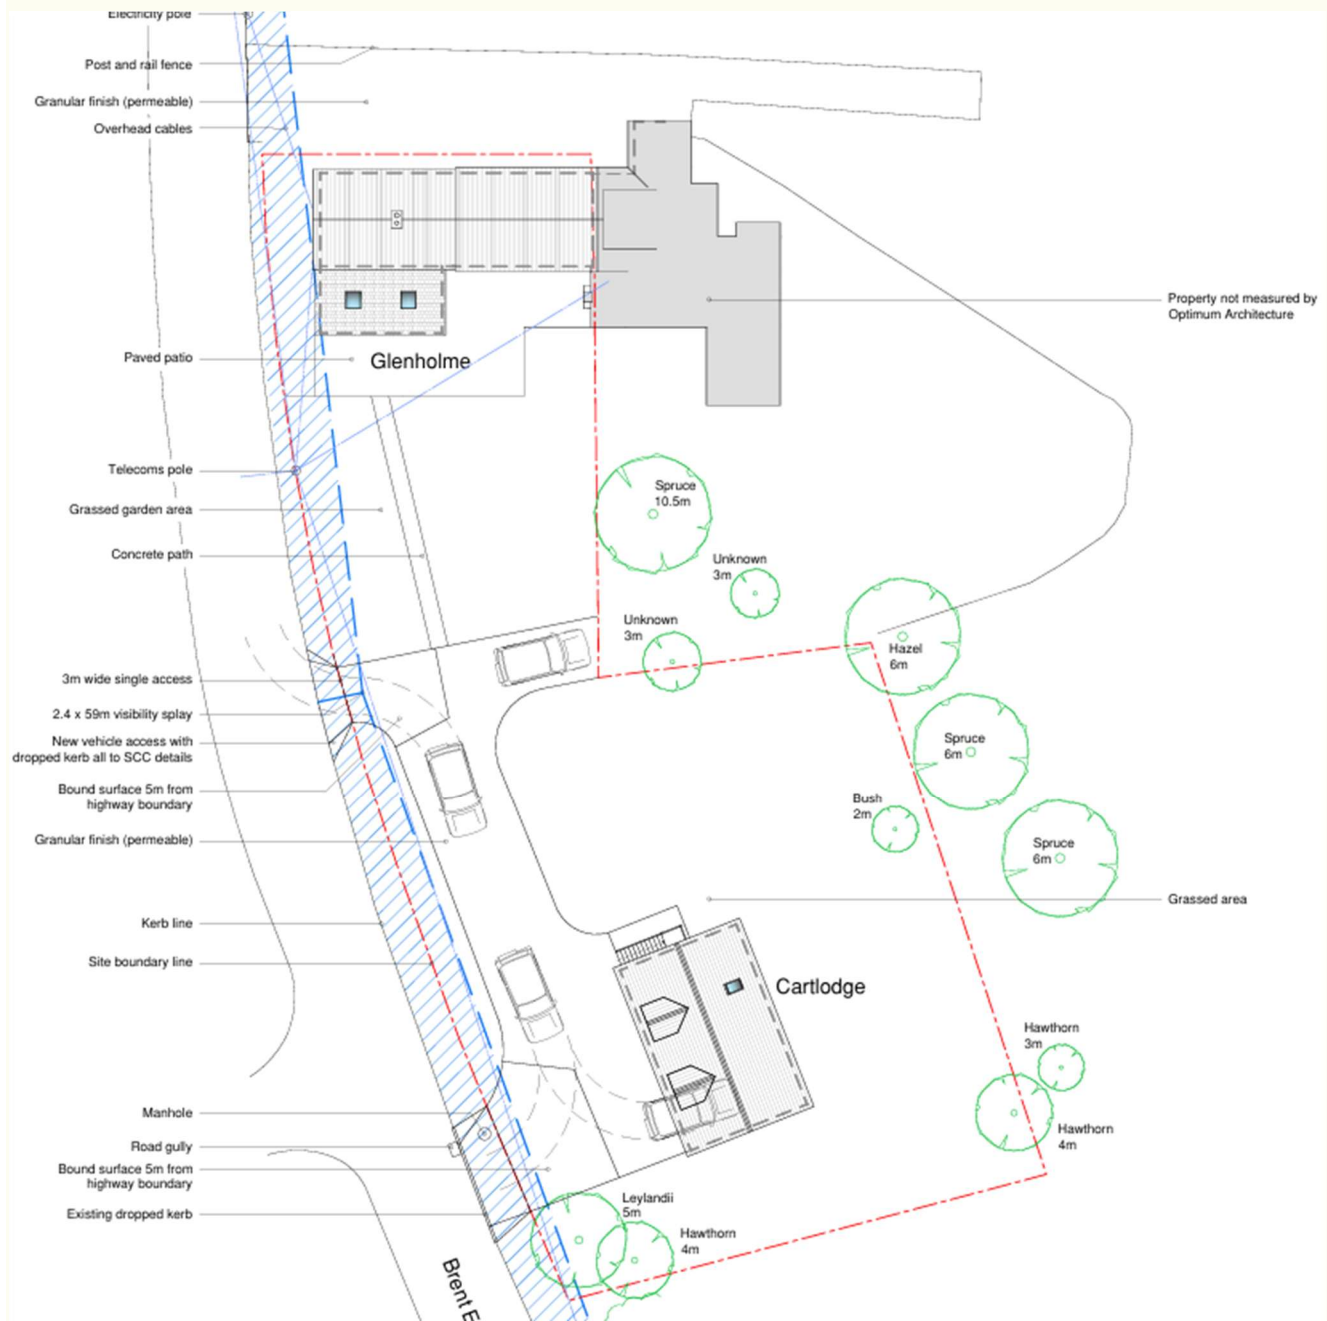 Electricity pole
Post and rail fence
Granular finish (permeable)
Overhead cables
Property not measured by
Optimum Architecture
Paved patio
Glenholme
Telecoms pole
Spruce
10.5m
Grassed garden area
Concrete path
Unknown
3m
Unknown
3m
Hazel
6m
3m wide single access
2.4 x 59m visibility splay
New vehicle access with
dropped kerb all to SCC details
Spruce
6m
Bound surface 5m from
highway boundary
Bush
2m
Granular finish (permeable)
Spruce
6m
Grassed area
Kerb line
Site boundary line
Cartlodge
Hawthorn
3m
Manhole
Hawthorn
4m
Road gully
Bound surface 5m from
highway boundary
Leylandii
5m
Existing dropped kerb
Hawthorn
4m
Brent